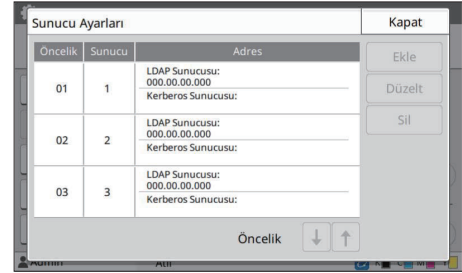 Sunucu Ayarları
Kapat
Öncelik Sunucu Adres
Ekle
Düzelt
Sil
01 1 LDAP Sunucusu:
000.00.00.000
Kerberos Sunucusu:
02 2 LDAP Sunucusu:
000.00.00.000
Kerberos Sunucusu:
03 3 LDAP Sunucusu:
000.00.00.000
Kerberos Sunucusu:
Öncelik
Admin